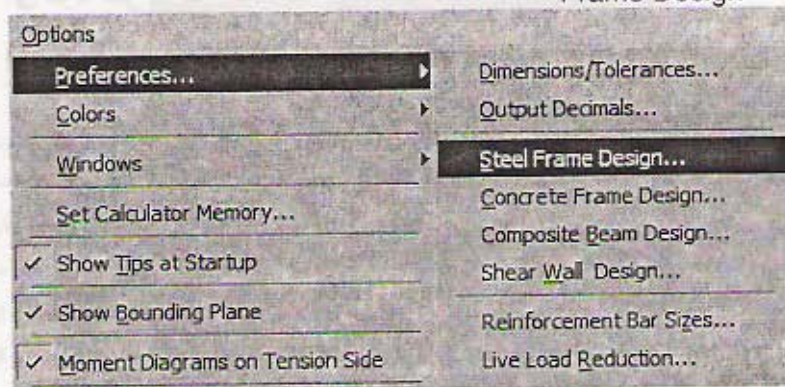 Frame Design
Options
Preferences...
Colors
Windows
Set Calculator Memory...
Show Tips at Startup
Show Bounding Plane
Moment Diagrams on Tension Side
Dimensions/Tolerances...
Output Decimals...
Steel Frame Design...
Concrete Frame Design...
Composite Beam Design...
Shear Wall Design...
Reinforcement Bar Sizes...
Live Load Reduction...